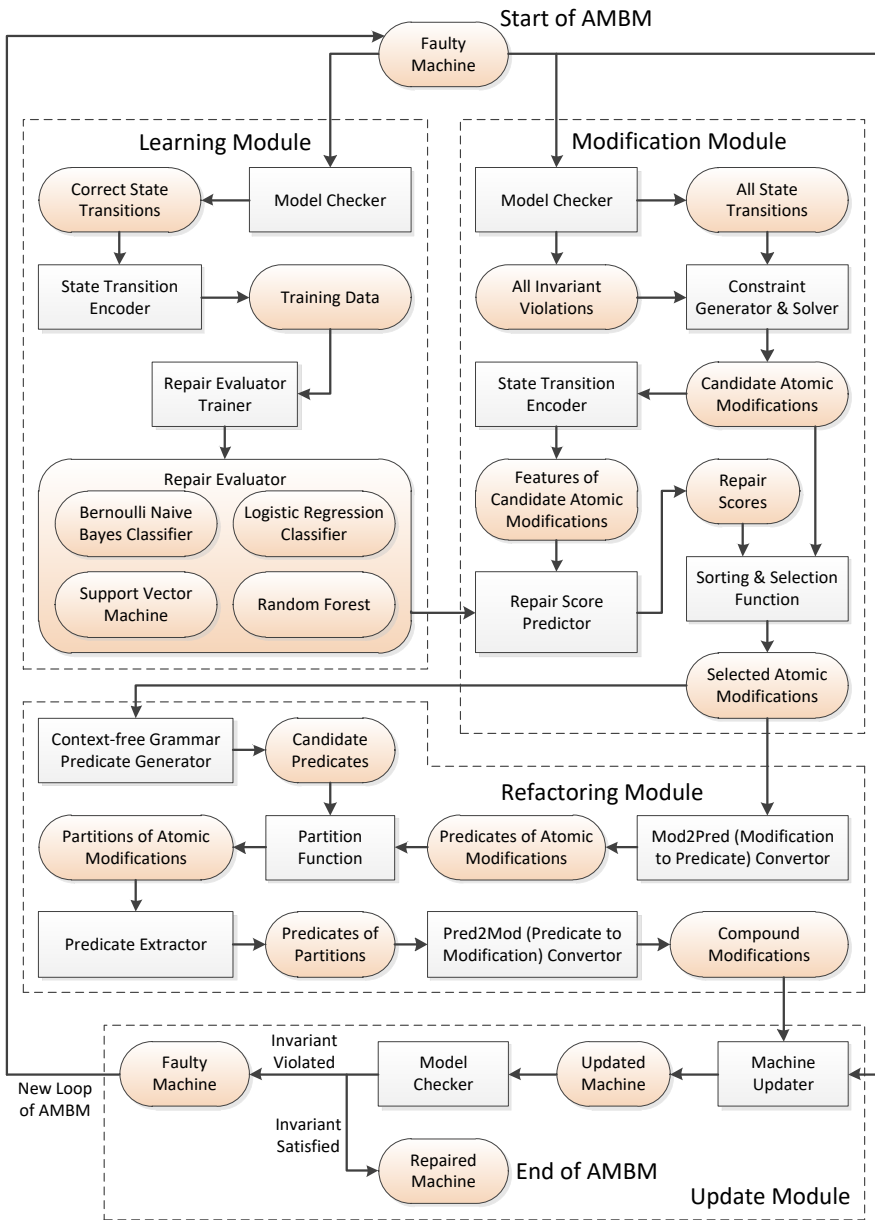 Start of AMBM
Faulty
Machine
Learning Module
Correct State
Transitions
Model Checker
State Transition
Encoder
Training Data
Repair Evaluator
Trainer
Repair Evaluator
Bernoulli Naive
Bayes Classifier
Logistic Regression
Classifier
Support Vector
Machine
Random Forest
Modification Module
Model Checker
All State
Transitions
All Invariant
Violations
Constraint
Generator & Solver
State Transition
Encoder
Candidate Atomic
Modifications
Features of
Candidate Atomic
Modifications
Repair
Scores
Repair Score
Predictor
Sorting & Selection
Function
Selected Atomic
Modifications
Context-free Grammar
Predicate Generator
Candidate
Predicates
Refactoring Module
Partitions of Atomic
Modifications
Partition
Function
Predicates of Atomic
Modifications
Mod2Pred (Modification
to Predicate) Convertor
Predicate Extractor
Predicates of
Partitions
Pred2Mod (Predicate to
Modification) Convertor
Compound
Modifications
Faulty
Machine
Invariant
Violated
Model
Checker
Updated
Machine
Machine
Updater
New Loop
of AMBM
Invariant
Satisfied
Repaired
Machine
End of AMBM
Update Module